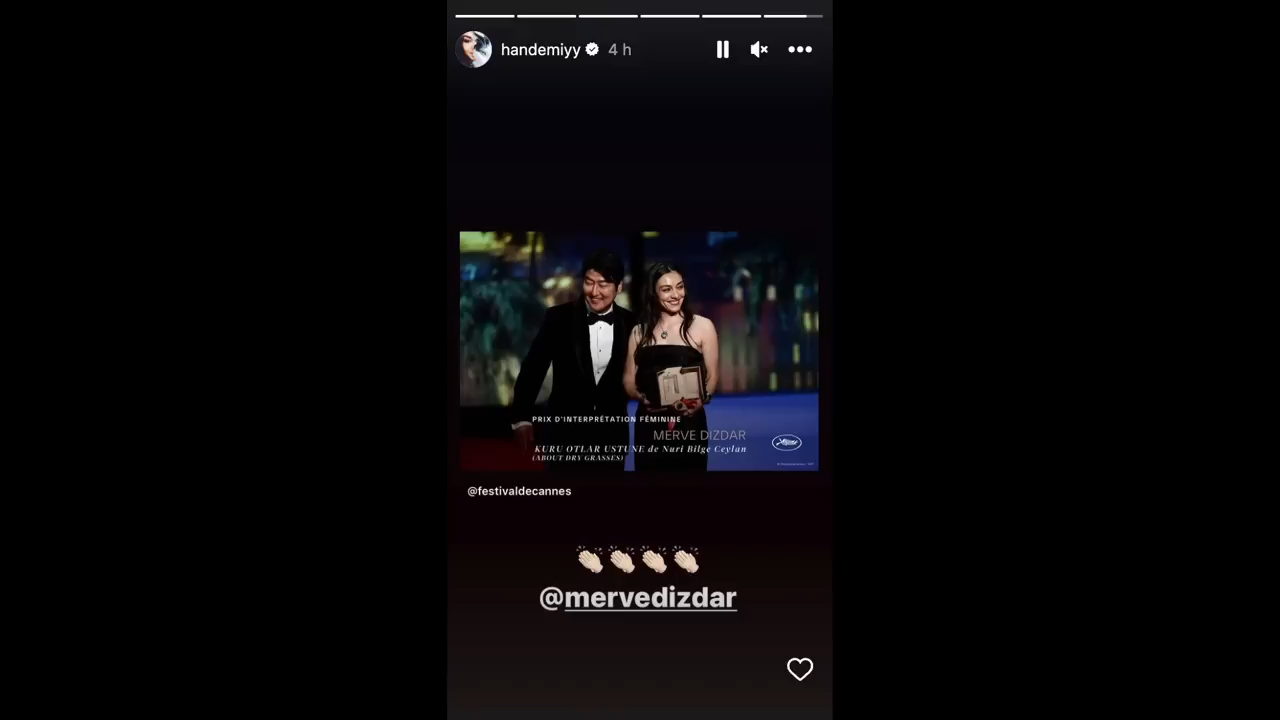 handemiyy 4 h
PRIX D'INTERPRÉTATION FÉMININE
MERVE DIZDAR
KURU OTLAR USTUNE de Nuri Bilge Ceylan
(ABOUT DRY GRASSES)
@festivaldecannes
@mervedizdar